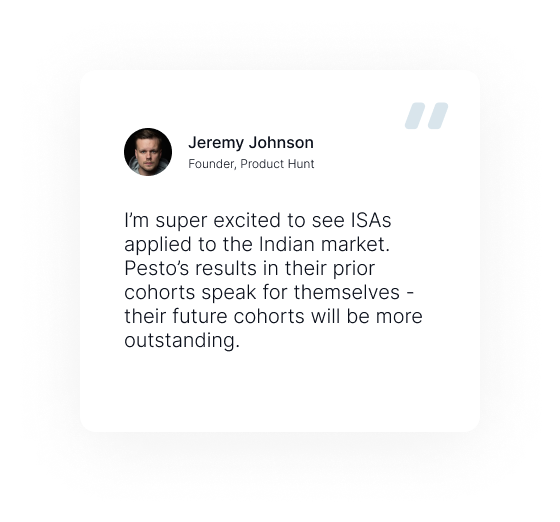 Jeremy Johnson
Founder, Product Hunt
I’m super excited to see ISAs
applied to the Indian market.
Pesto’s results in their prior
cohorts speak for themselves -
their future cohorts will be more
outstanding.